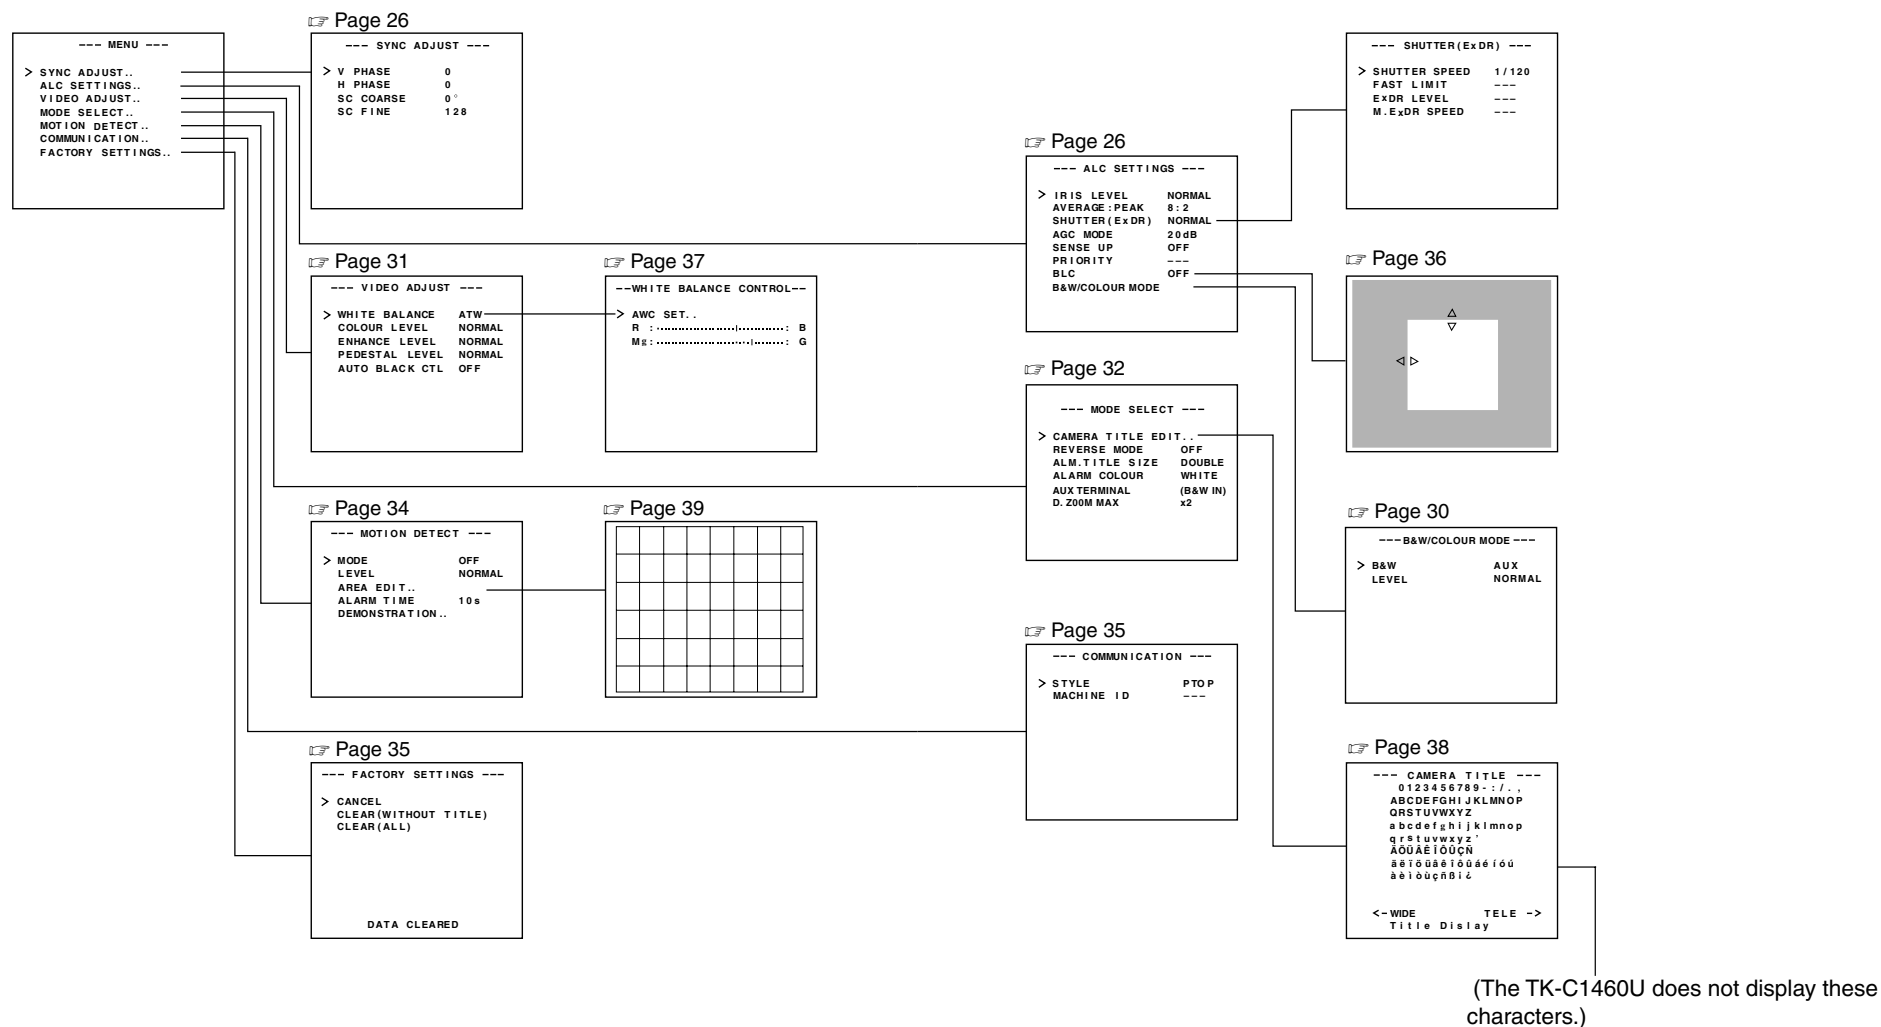 --- MENU ---
> SYNC ADJUST..
ALC SETTINGS..
VIDEO ADJUST..
MODE SELECT..
MOTION DETECT..
COMMUNICATION..
FACTORY SETTINGS..
☞ Page 26
--- SYNC ADJUST ---
> V PHASE 0
H PHASE 0
SC COARSE 0°
SC FINE 128
☞ Page 26
--- ALC SETTINGS ---
> IRIS LEVEL NORMAL
AVERAGE:PEAK 8:2
SHUTTER(ExDR) NORMAL
AGC MODE 20dB
SENSE UP OFF
PRIORITY ---
BLC OFF
B&W/COLOUR MODE
--- SHUTTER(ExDR) ---
> SHUTTER SPEED 1/120
FAST LIMIT ---
ExDR LEVEL ---
M.ExDR SPEED ---
☞ Page 31
--- VIDEO ADJUST ---
> WHITE BALANCE ATW
COLOUR LEVEL NORMAL
ENHANCE LEVEL NORMAL
PEDESTAL LEVEL NORMAL
AUTO BLACK CTL OFF
☞ Page 37
--WHITE BALANCE CONTROL--
> AWC SET..
R : : B
Mg : : G
☞ Page 36
☞ Page 32
--- MODE SELECT ---
> CAMERA TITLE EDIT..
REVERSE MODE OFF
ALM.TITLE SIZE DOUBLE
ALARM COLOUR WHITE
AUX TERMINAL (B&W IN)
D. Z00M MAX x2
☞ Page 34
--- MOTION DETECT ---
> MODE OFF
LEVEL NORMAL
AREA EDIT..
ALARM TIME 10s
DEMONSTRATION..
☞ Page 39
☞ Page 30
---B&W/COLOUR MODE---
> B&W AUX
LEVEL NORMAL
☞ Page 35
--- COMMUNICATION ---
> STYLE PTOP
MACHINE ID ---
☞ Page 35
--- FACTORY SETTINGS ---
> CANCEL
CLEAR(WITHOUT TITLE)
CLEAR(ALL)
DATA CLEARED
☞ Page 38
--- CAMERA TITLE ---
0123456789-:/.,
ABCDEFGHIJKLMNOP
QRSTUVWXYZ
abcdefghijklmnop
qrstuvwxyz'
ÄÖÜÂÊÎÔÛÇÑ
äëïöüâêîôûáéíóú
àèìòùçñß¡¿
<-WIDE TELE ->
Title Dislay
(The TK-C1460U does not display these
characters.)